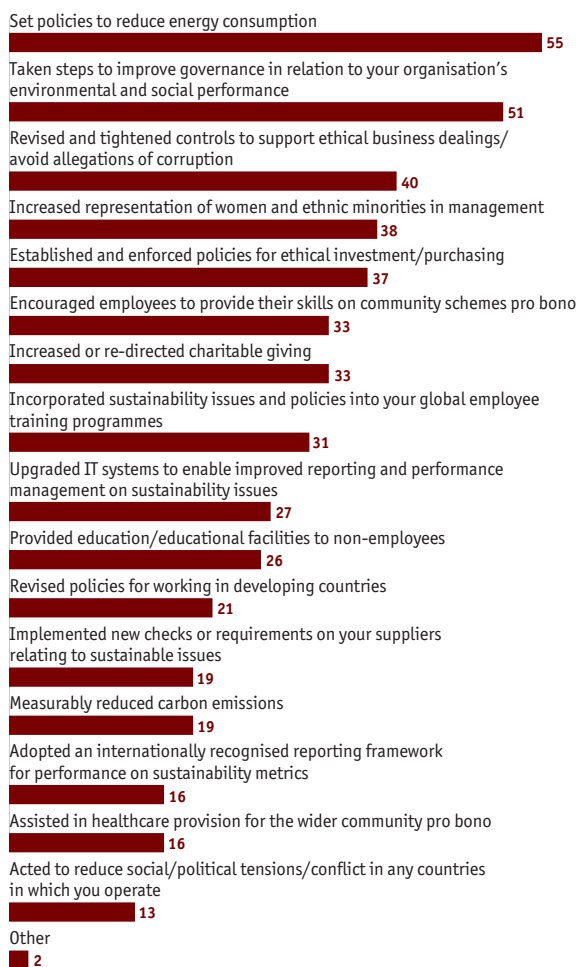 Set policies to reduce energy consumption
55
Taken steps to improve governance in relation to your organisation’s
environmental and social performance
51
Revised and tightened controls to support ethical business dealings/
avoid allegations of corruption
40
Increased representation of women and ethnic minorities in management
38
Established and enforced policies for ethical investment/purchasing
37
Encouraged employees to provide their skills on community schemes pro bono
33
Increased or re-directed charitable giving
33
Incorporated sustainability issues and policies into your global employee
training programmes
31
Upgraded IT systems to enable improved reporting and performance
management on sustainability issues
27
Provided education/educational facilities to non-employees
26
Revised policies for working in developing countries
21
Implemented new checks or requirements on your suppliers
relating to sustainable issues
19
Measurably reduced carbon emissions
19
Adopted an internationally recognised reporting framework
for performance on sustainability metrics
16
Assisted in healthcare provision for the wider community pro bono
16
Acted to reduce social/political tensions/conflict in any countries
in which you operate
13
Other
2